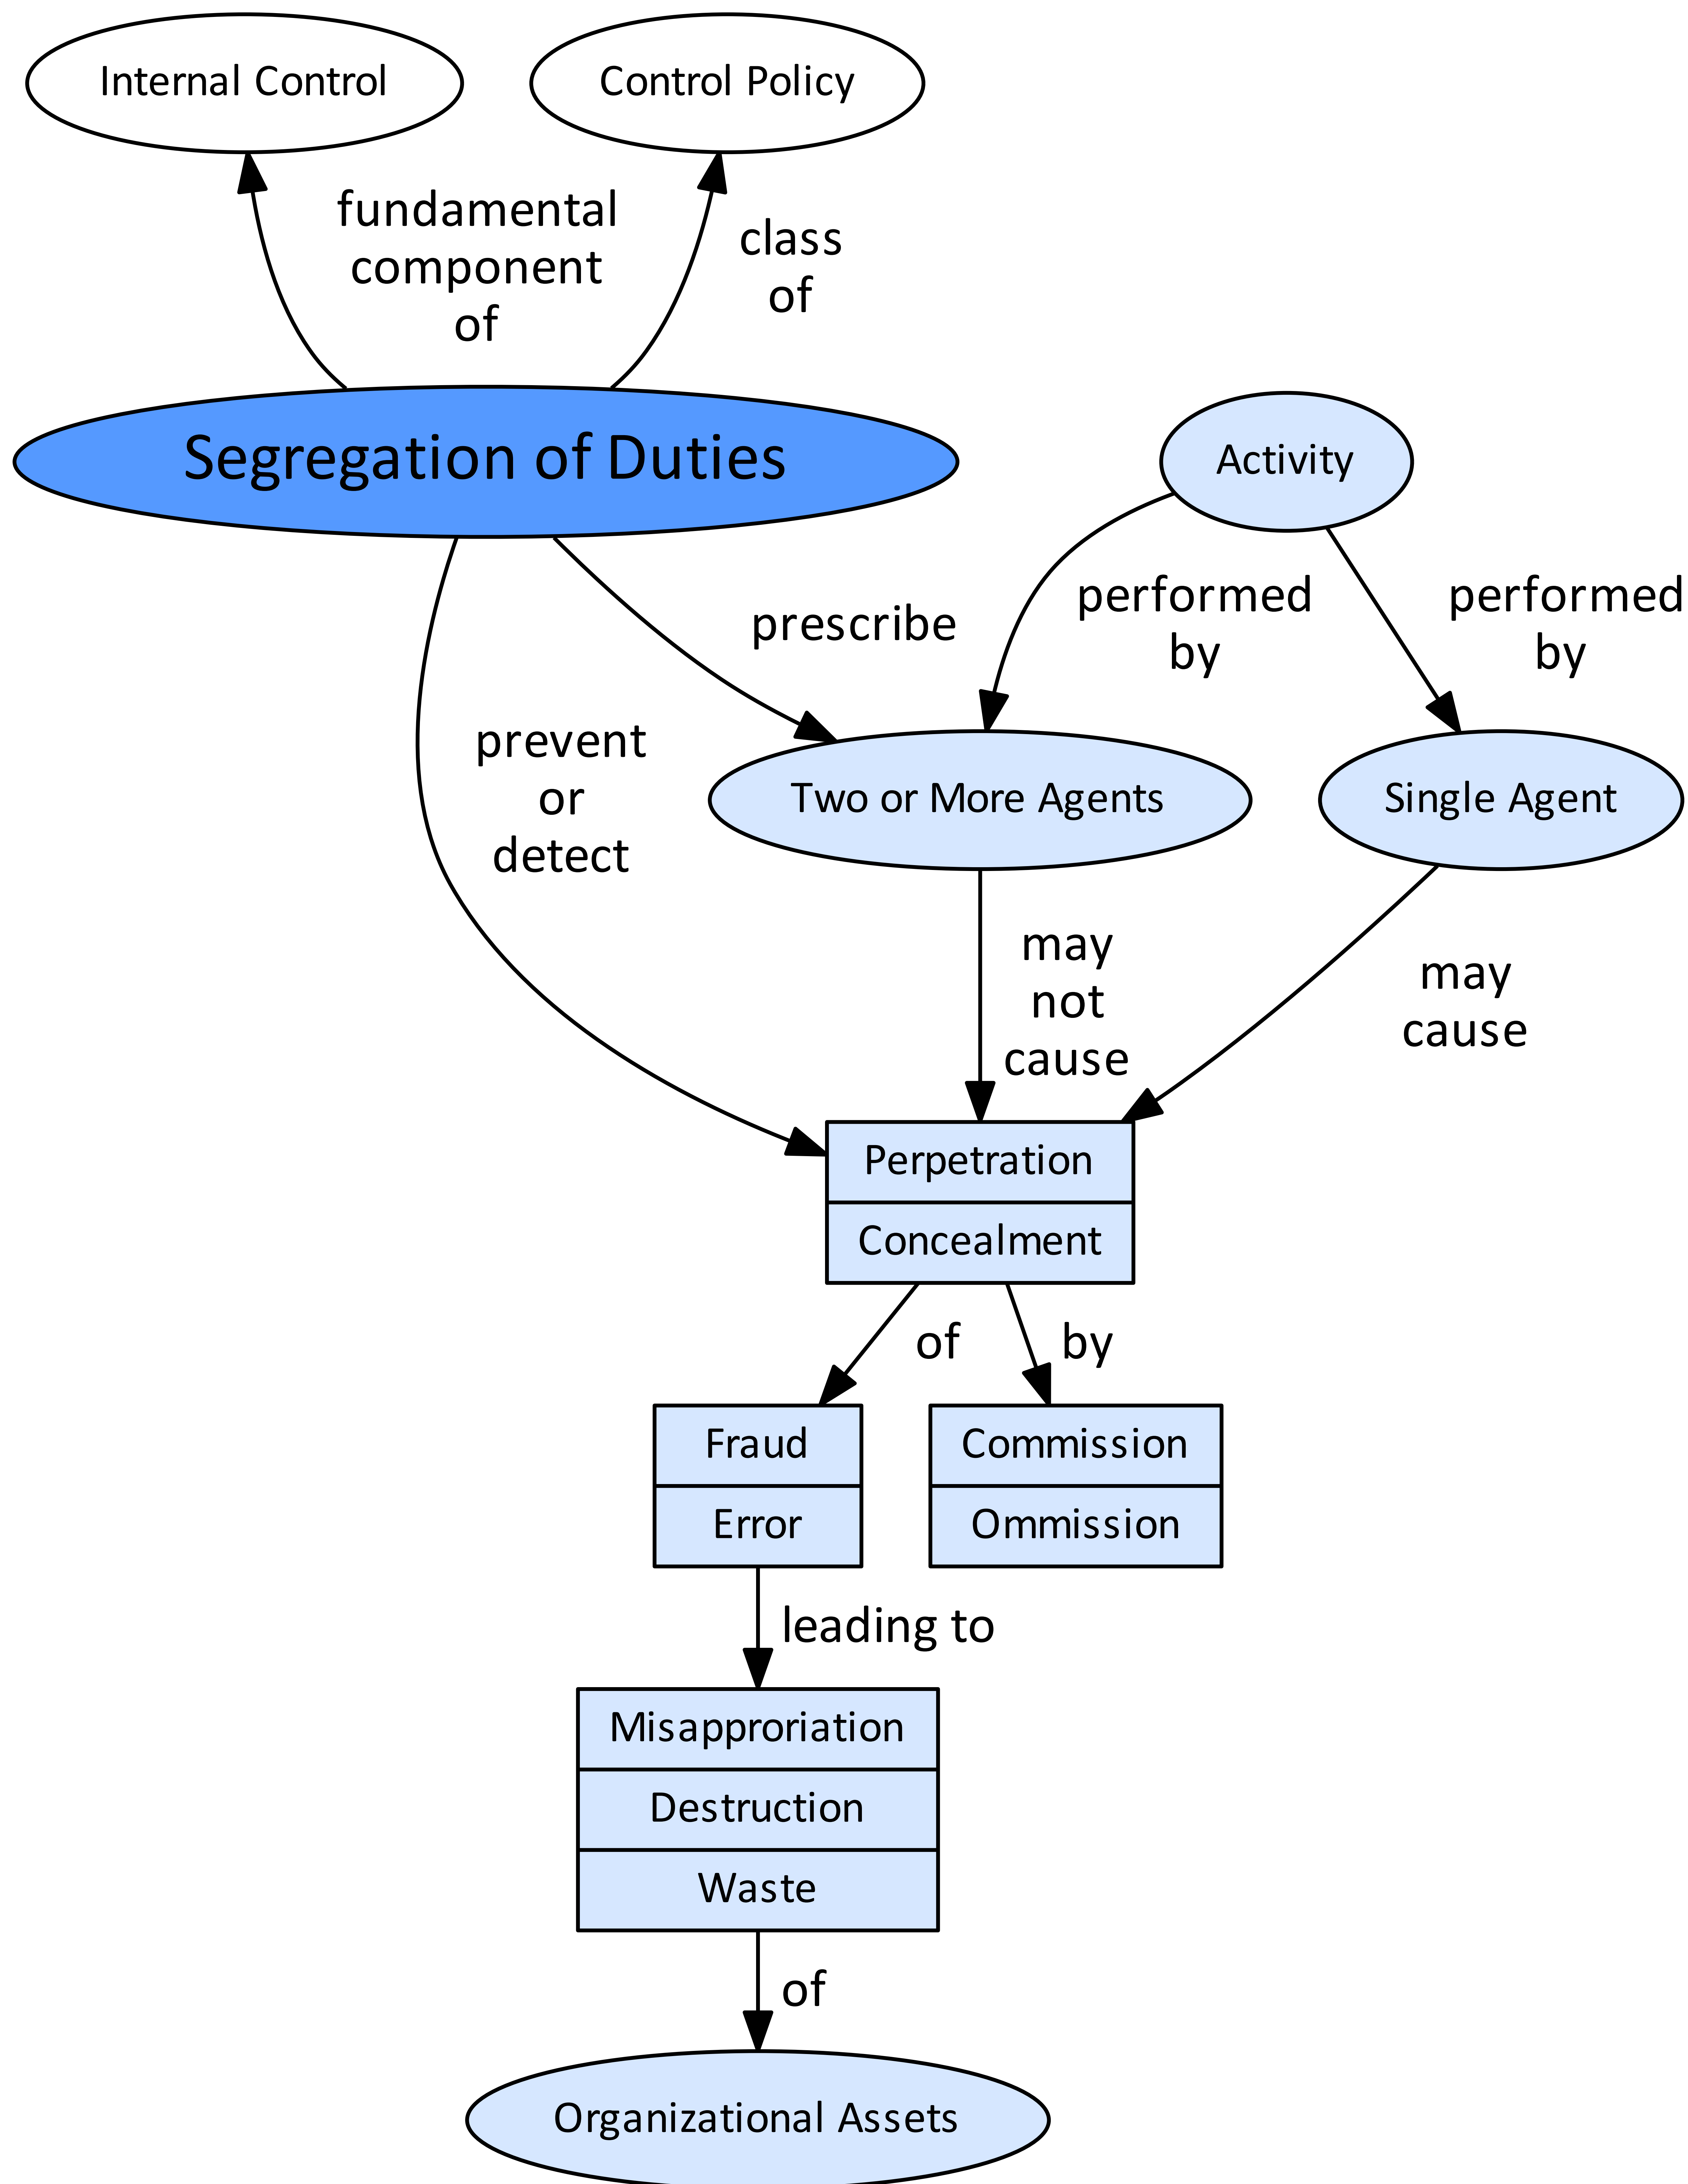 Internal Control
Control Policy
fundamental
component
of
class
of
Segregation of Duties
Activity
prescribe
performed
by
performed
by
prevent
or
detect
Two or More Agents
Single Agent
may
not
cause
may
cause
Perpetration
Concealment
of
by
Fraud
Error
Commission
Ommission
leading to
Misapproriation
Destruction
Waste
of
Organizational Assets